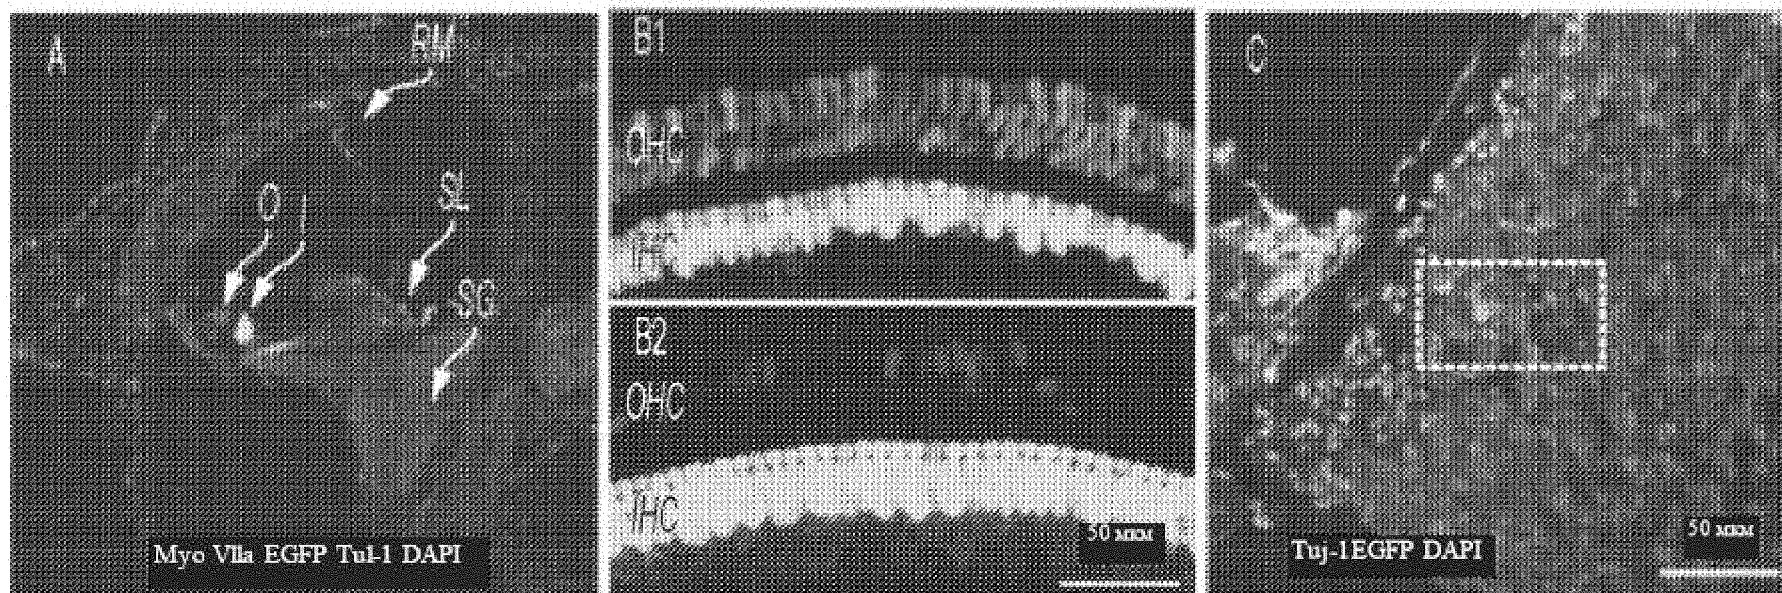 A
RM
O
I
SL
SG
Myo VIIa EGFP Tul-1 DAPI
B1
OHC
IHC
B2
OHC
IHC
50 мкм
C
Tuj-1EGFP DAPI
50 мкм